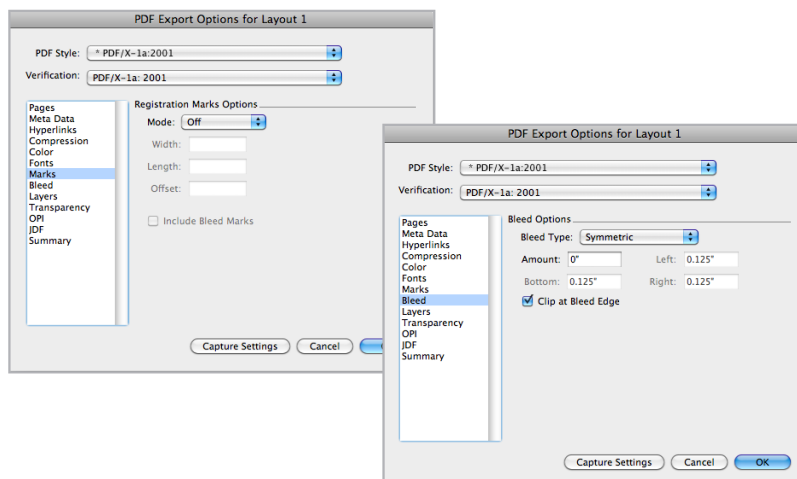 PDF Export Options for Layout 1
PDF Style: * PDF/X-1a:2001
Verification: PDF/X-1a: 2001
Pages
Meta Data
Hyperlinks
Compression
Color
Fonts
Marks
Bleed
Layers
Transparency
OPI
JDF
Summary
Registration Marks Options
Mode: Off
Width:
Length:
Offset:
Include Bleed Marks
Capture Settings Cancel
PDF Export Options for Layout 1
PDF Style: * PDF/X-1a:2001
Verification: PDF/X-1a: 2001
Pages
Meta Data
Hyperlinks
Compression
Color
Fonts
Marks
Bleed
Layers
Transparency
OPI
JDF
Summary
Bleed Options
Bleed Type: Symmetric
Amount: 0" Left: 0.125"
Bottom: 0.125" Right: 0.125"
Clip at Bleed Edge
Capture Settings Cancel OK